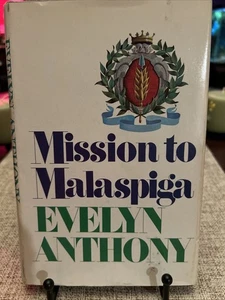 Mission to
Malaspiga
EVELYN
ANTHONY